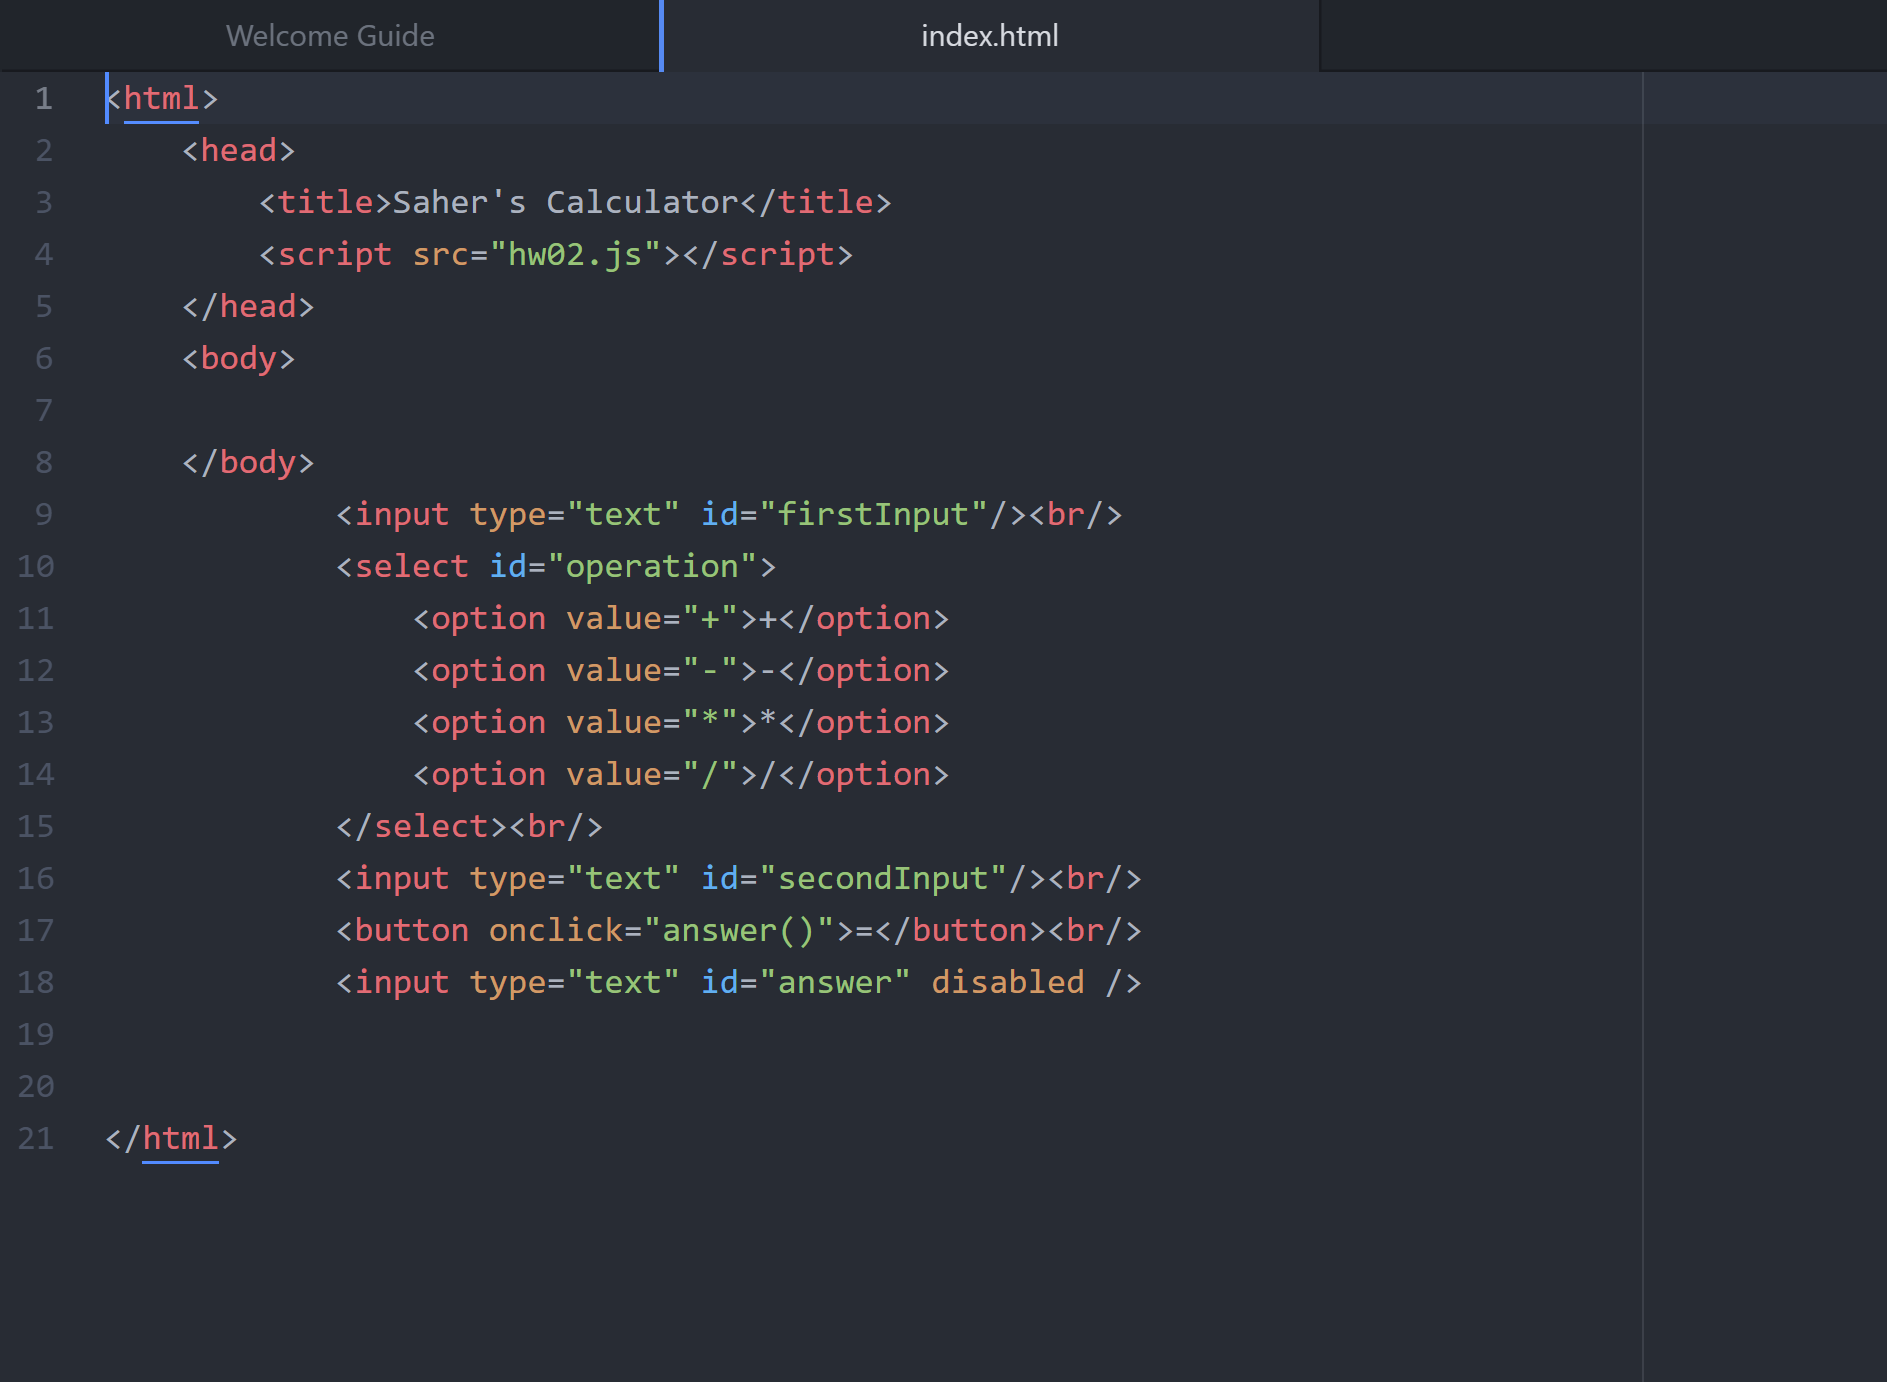 Welcome Guide
index.html
1 <html>
2     <head>
3         <title>Saher's Calculator</title>
4         <script src="hw02.js"></script>
5     </head>
6     <body>
7
8     </body>
9             <input type="text" id="firstInput"/><br/>
10             <select id="operation">
11                 <option value="+">+</option>
12                 <option value="-">-</option>
13                 <option value="*">*</option>
14                 <option value="/">/</option>
15             </select><br/>
16             <input type="text" id="secondInput"/><br/>
17             <button onclick="answer()">=</button><br/>
18             <input type="text" id="answer" disabled />
19
20
21 </html>